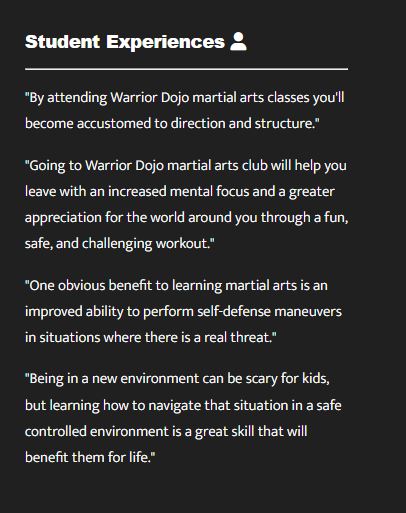 Student Experiences
"By attending Warrior Dojo martial arts classes you'll
become accustomed to direction and structure."
"Going to Warrior Dojo martial arts club will help you
leave with an increased mental focus and a greater
appreciation for the world around you through a fun,
safe, and challenging workout."
"One obvious benefit to learning martial arts is an
improved ability to perform self-defense maneuvers
in situations where there is a real threat."
"Being in a new environment can be scary for kids,
but learning how to navigate that situation in a safe
controlled environment is a great skill that will
benefit them for life."